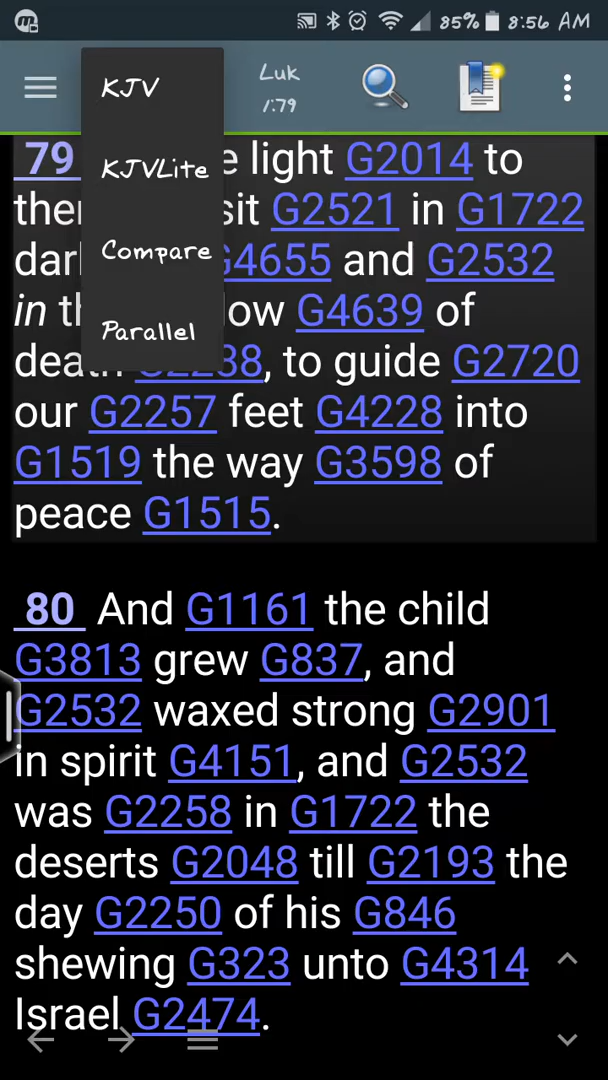 85% 8:56 AM
KJV
KJVLite
Compare
Parallel
Luk
1:79
79 e light G2014 to
sit G2521 in G1722
G4655 and G2532
in ow G4639 of
death, to guide G2720
our G2257 feet G4228 into
G1519 the way G3598 of
peace G1515.
80 And G1161 the child
G3813 grew G837, and
G2532 waxed strong G2901
in spirit G4151, and G2532
was G2258 in G1722 the
deserts G2048 till G2193 the
day G2250 of his G846
shewing G323 unto G4314
Israel G2474.